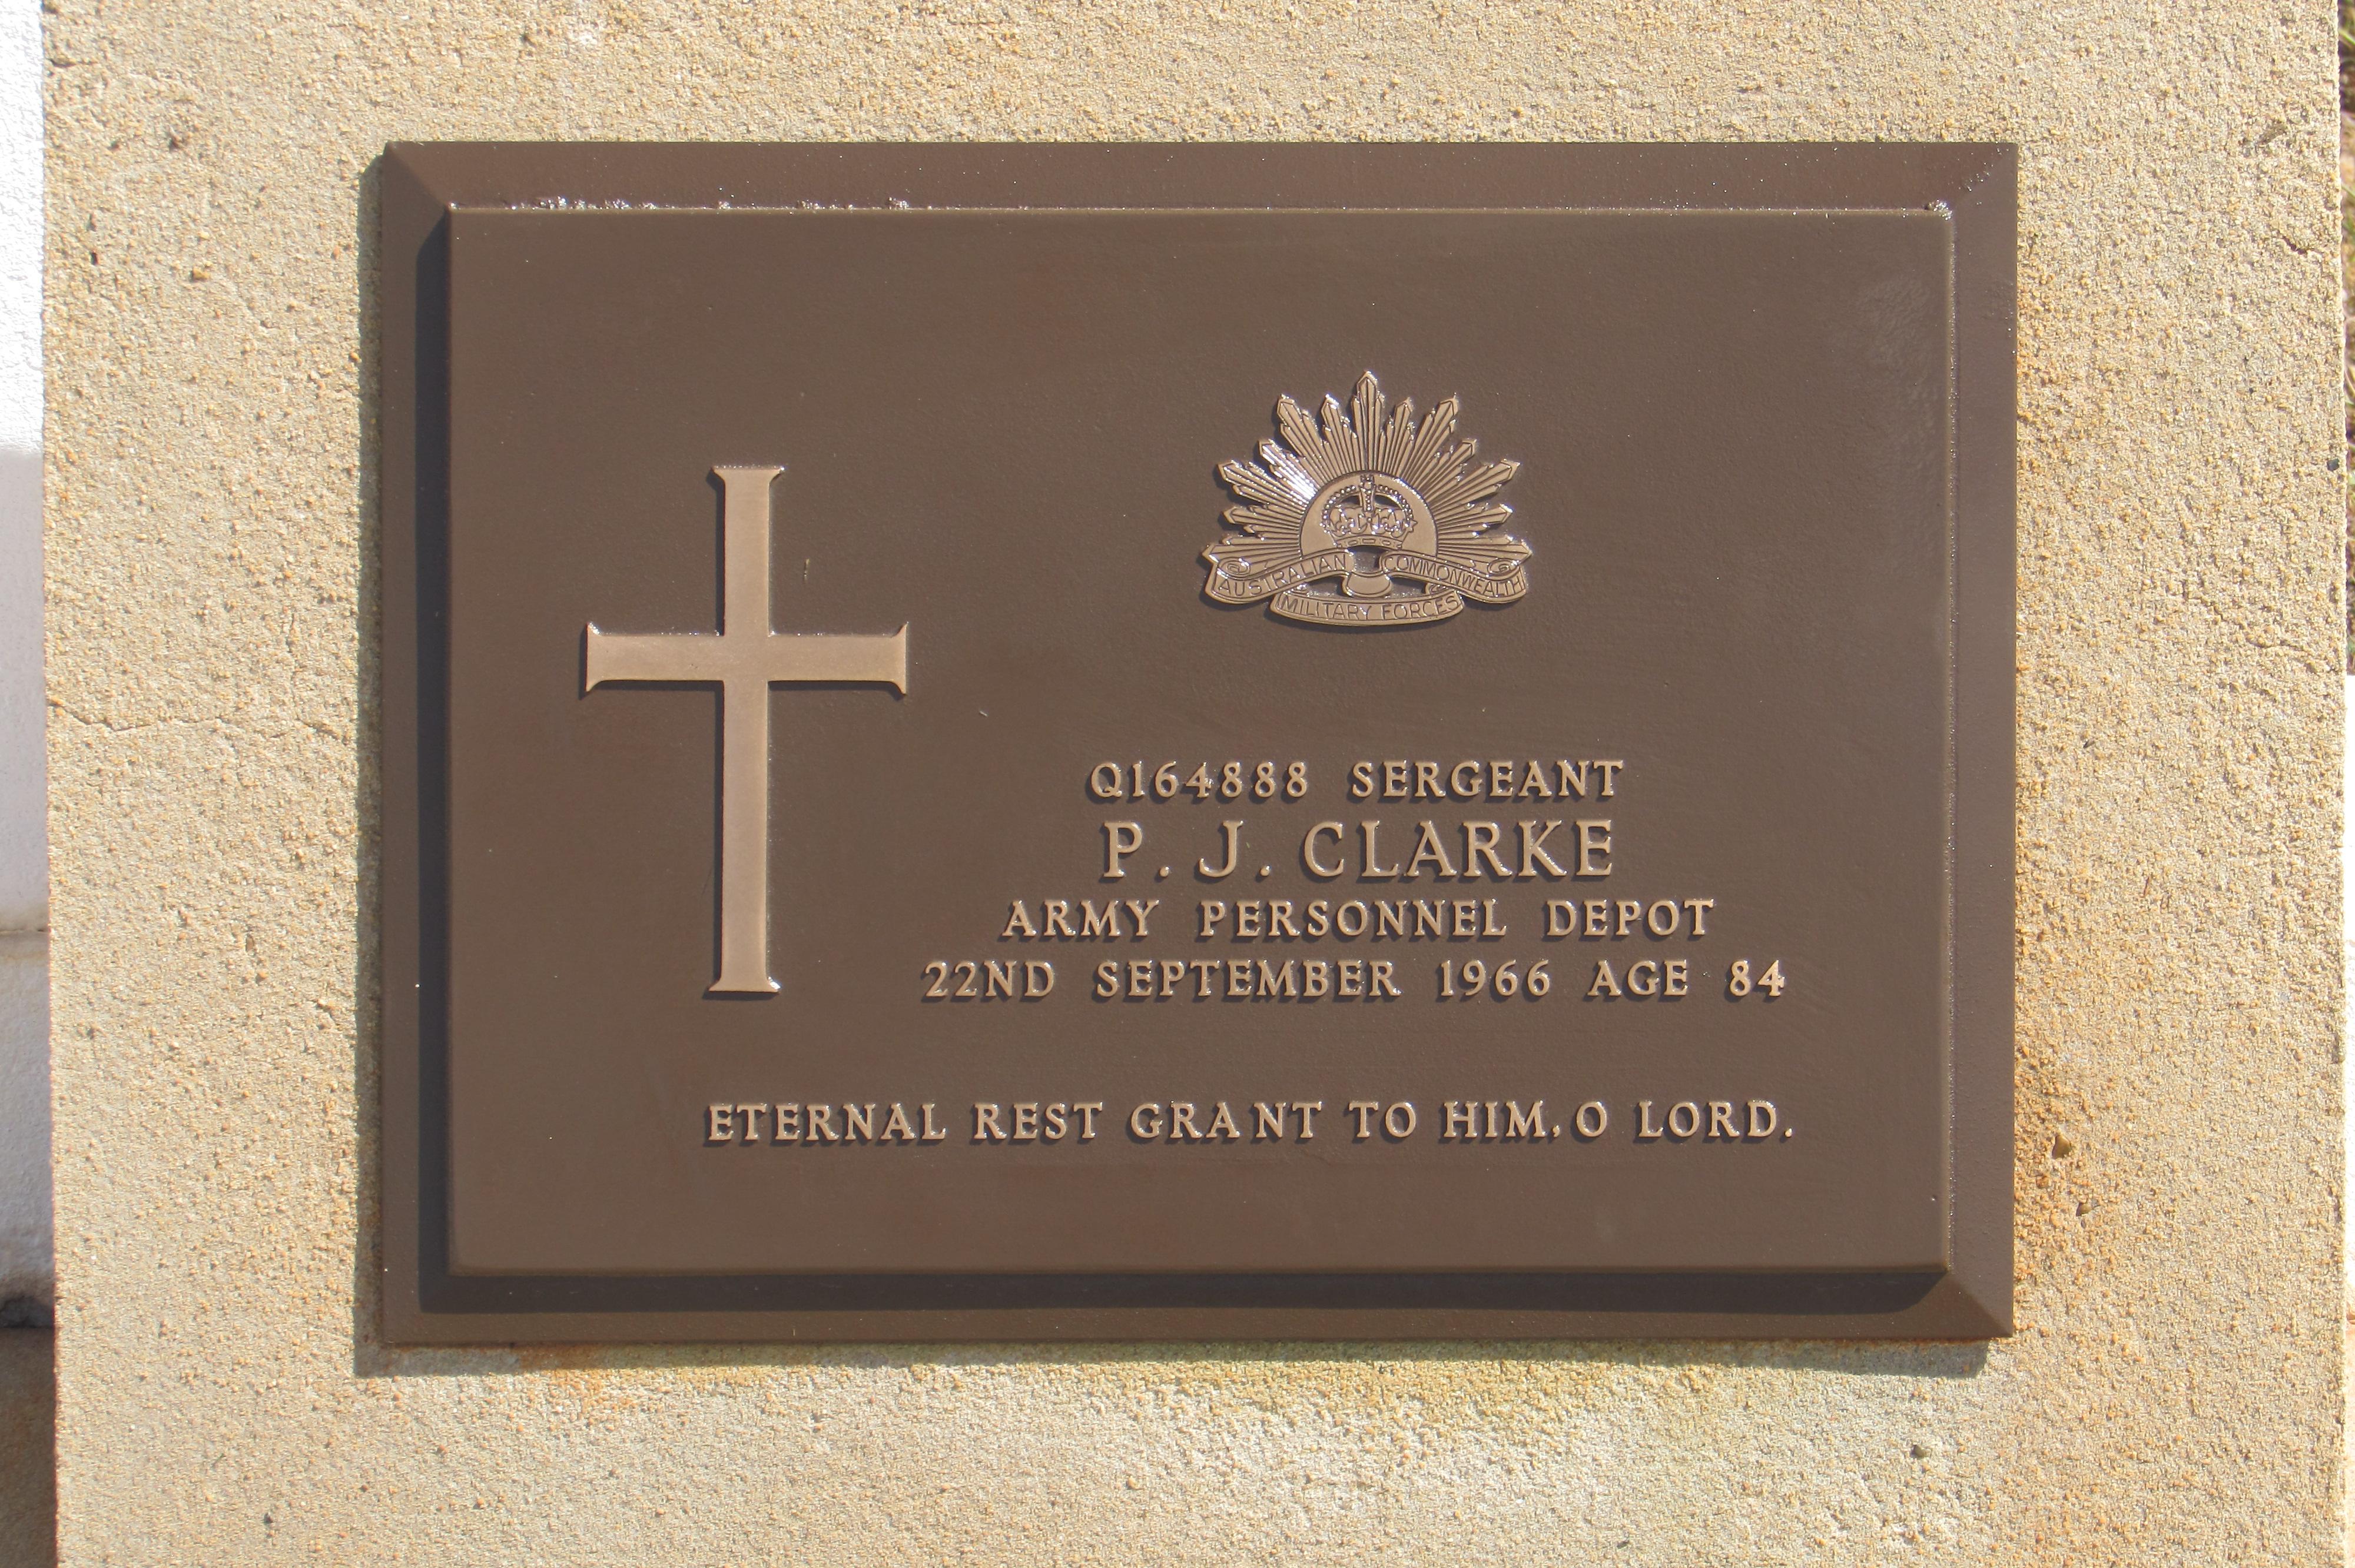 AUSTRALIAN COMMONWEALTH
MILITARY FORCES
Q164888 SERGEANT
P. J. CLARKE
ARMY PERSONNEL DEPOT
22ND SEPTEMBER 1966 AGE 84
ETERNAL REST GRANT TO HIM, O LORD.